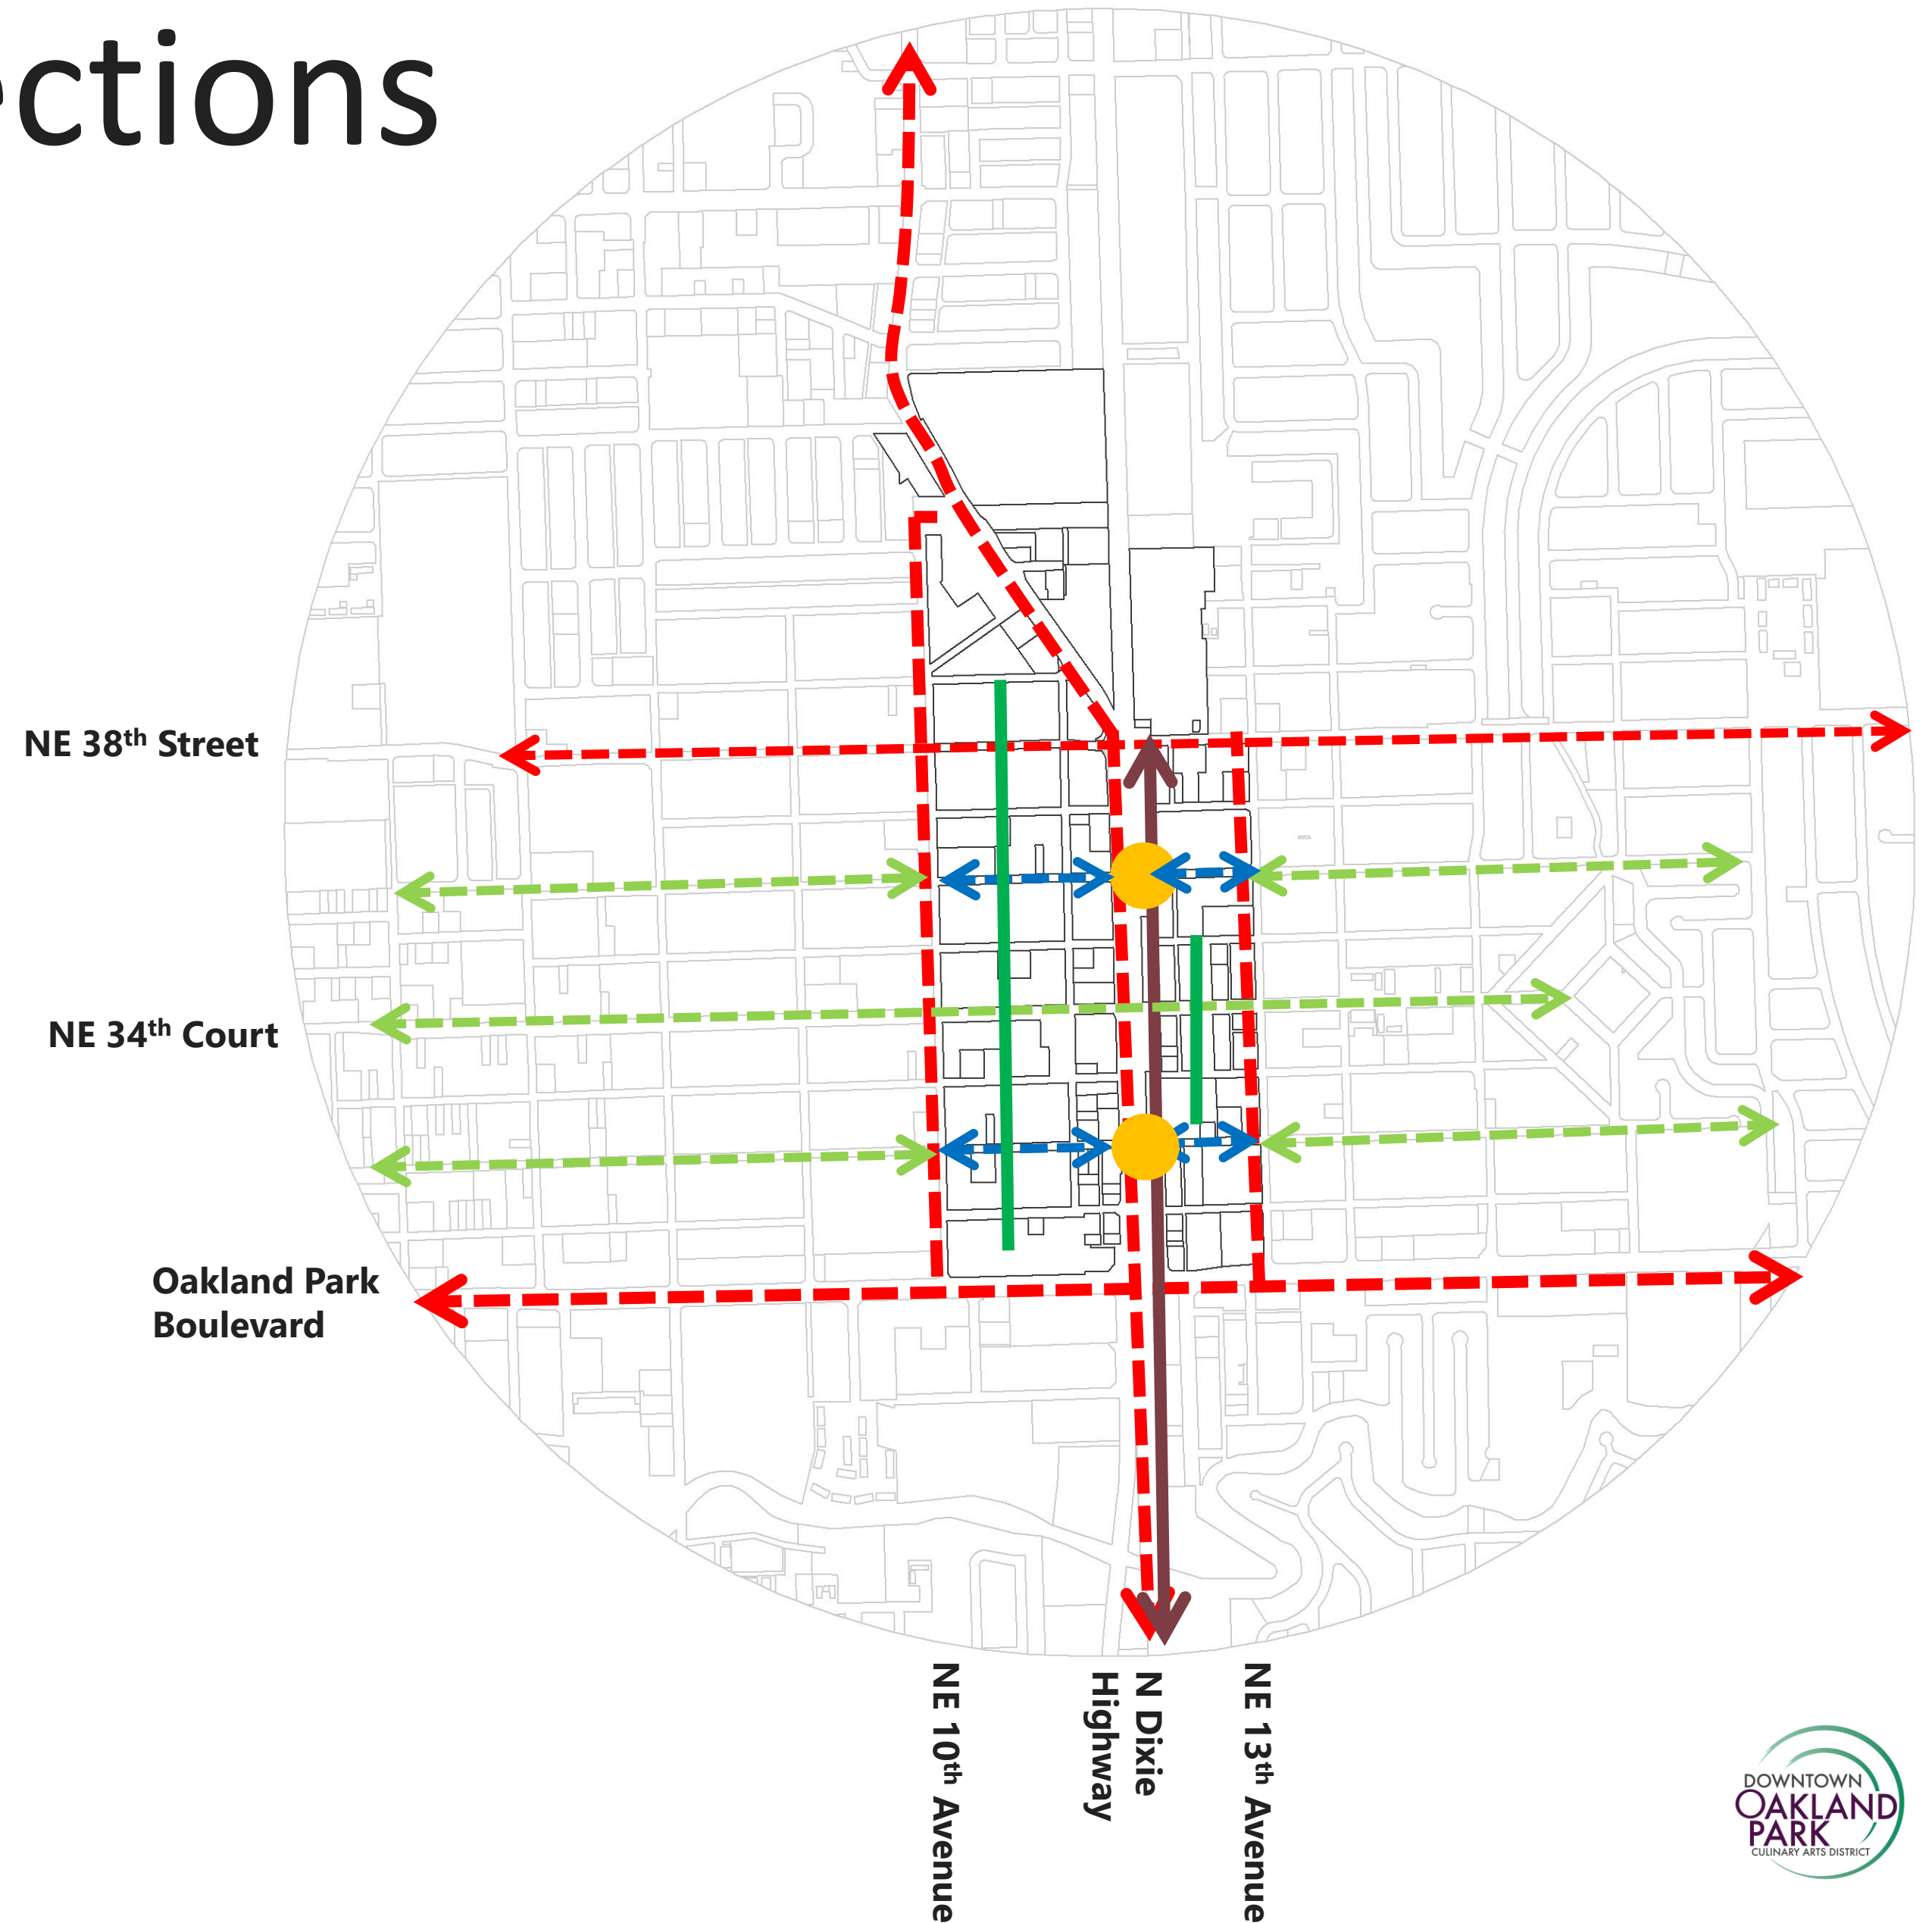 ections
NE 38th Street
NE 34th Court
Oakland Park
Boulevard
NE 10th Avenue
N Dixie
Highway
NE 13th Avenue
DOWNTOWN
OAKLAND
PARK
CULINARY ARTS DISTRICT